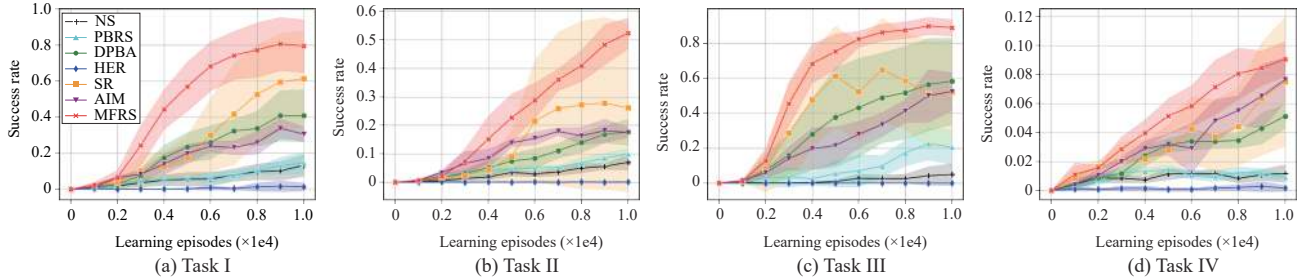 1.0
0.8
0.6
0.4
0.2
0
Success rate
NS
PBRS
DPBA
HER
SR
AIM
MFRS
0 0.2 0.4 0.6 0.8 1.0
Learning episodes (×1e4)
(a) Task I
0.6
0.5
0.4
0.3
0.2
0.1
0.0
Success rate
0 0.2 0.4 0.6 0.8 1.0
Learning episodes (×1e4)
(b) Task II
0.8
0.6
0.4
0.2
0
Success rate
0 0.2 0.4 0.6 0.8 1.0
Learning episodes (×1e4)
(c) Task III
0.12
0.10
0.08
0.06
0.04
0.02
0
Success rate
0 0.2 0.4 0.6 0.8 1.0
Learning episodes (×1e4)
(d) Task IV